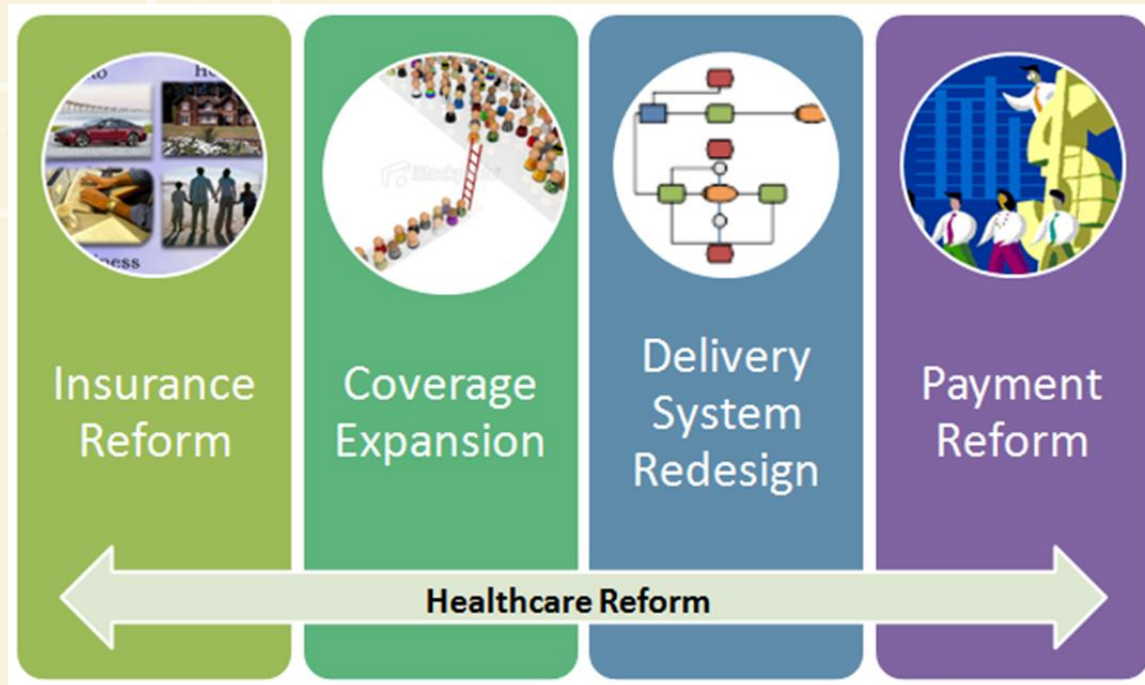 Insurance
Reform
Coverage
Expansion
Delivery
System
Redesign
Payment
Reform
Healthcare Reform